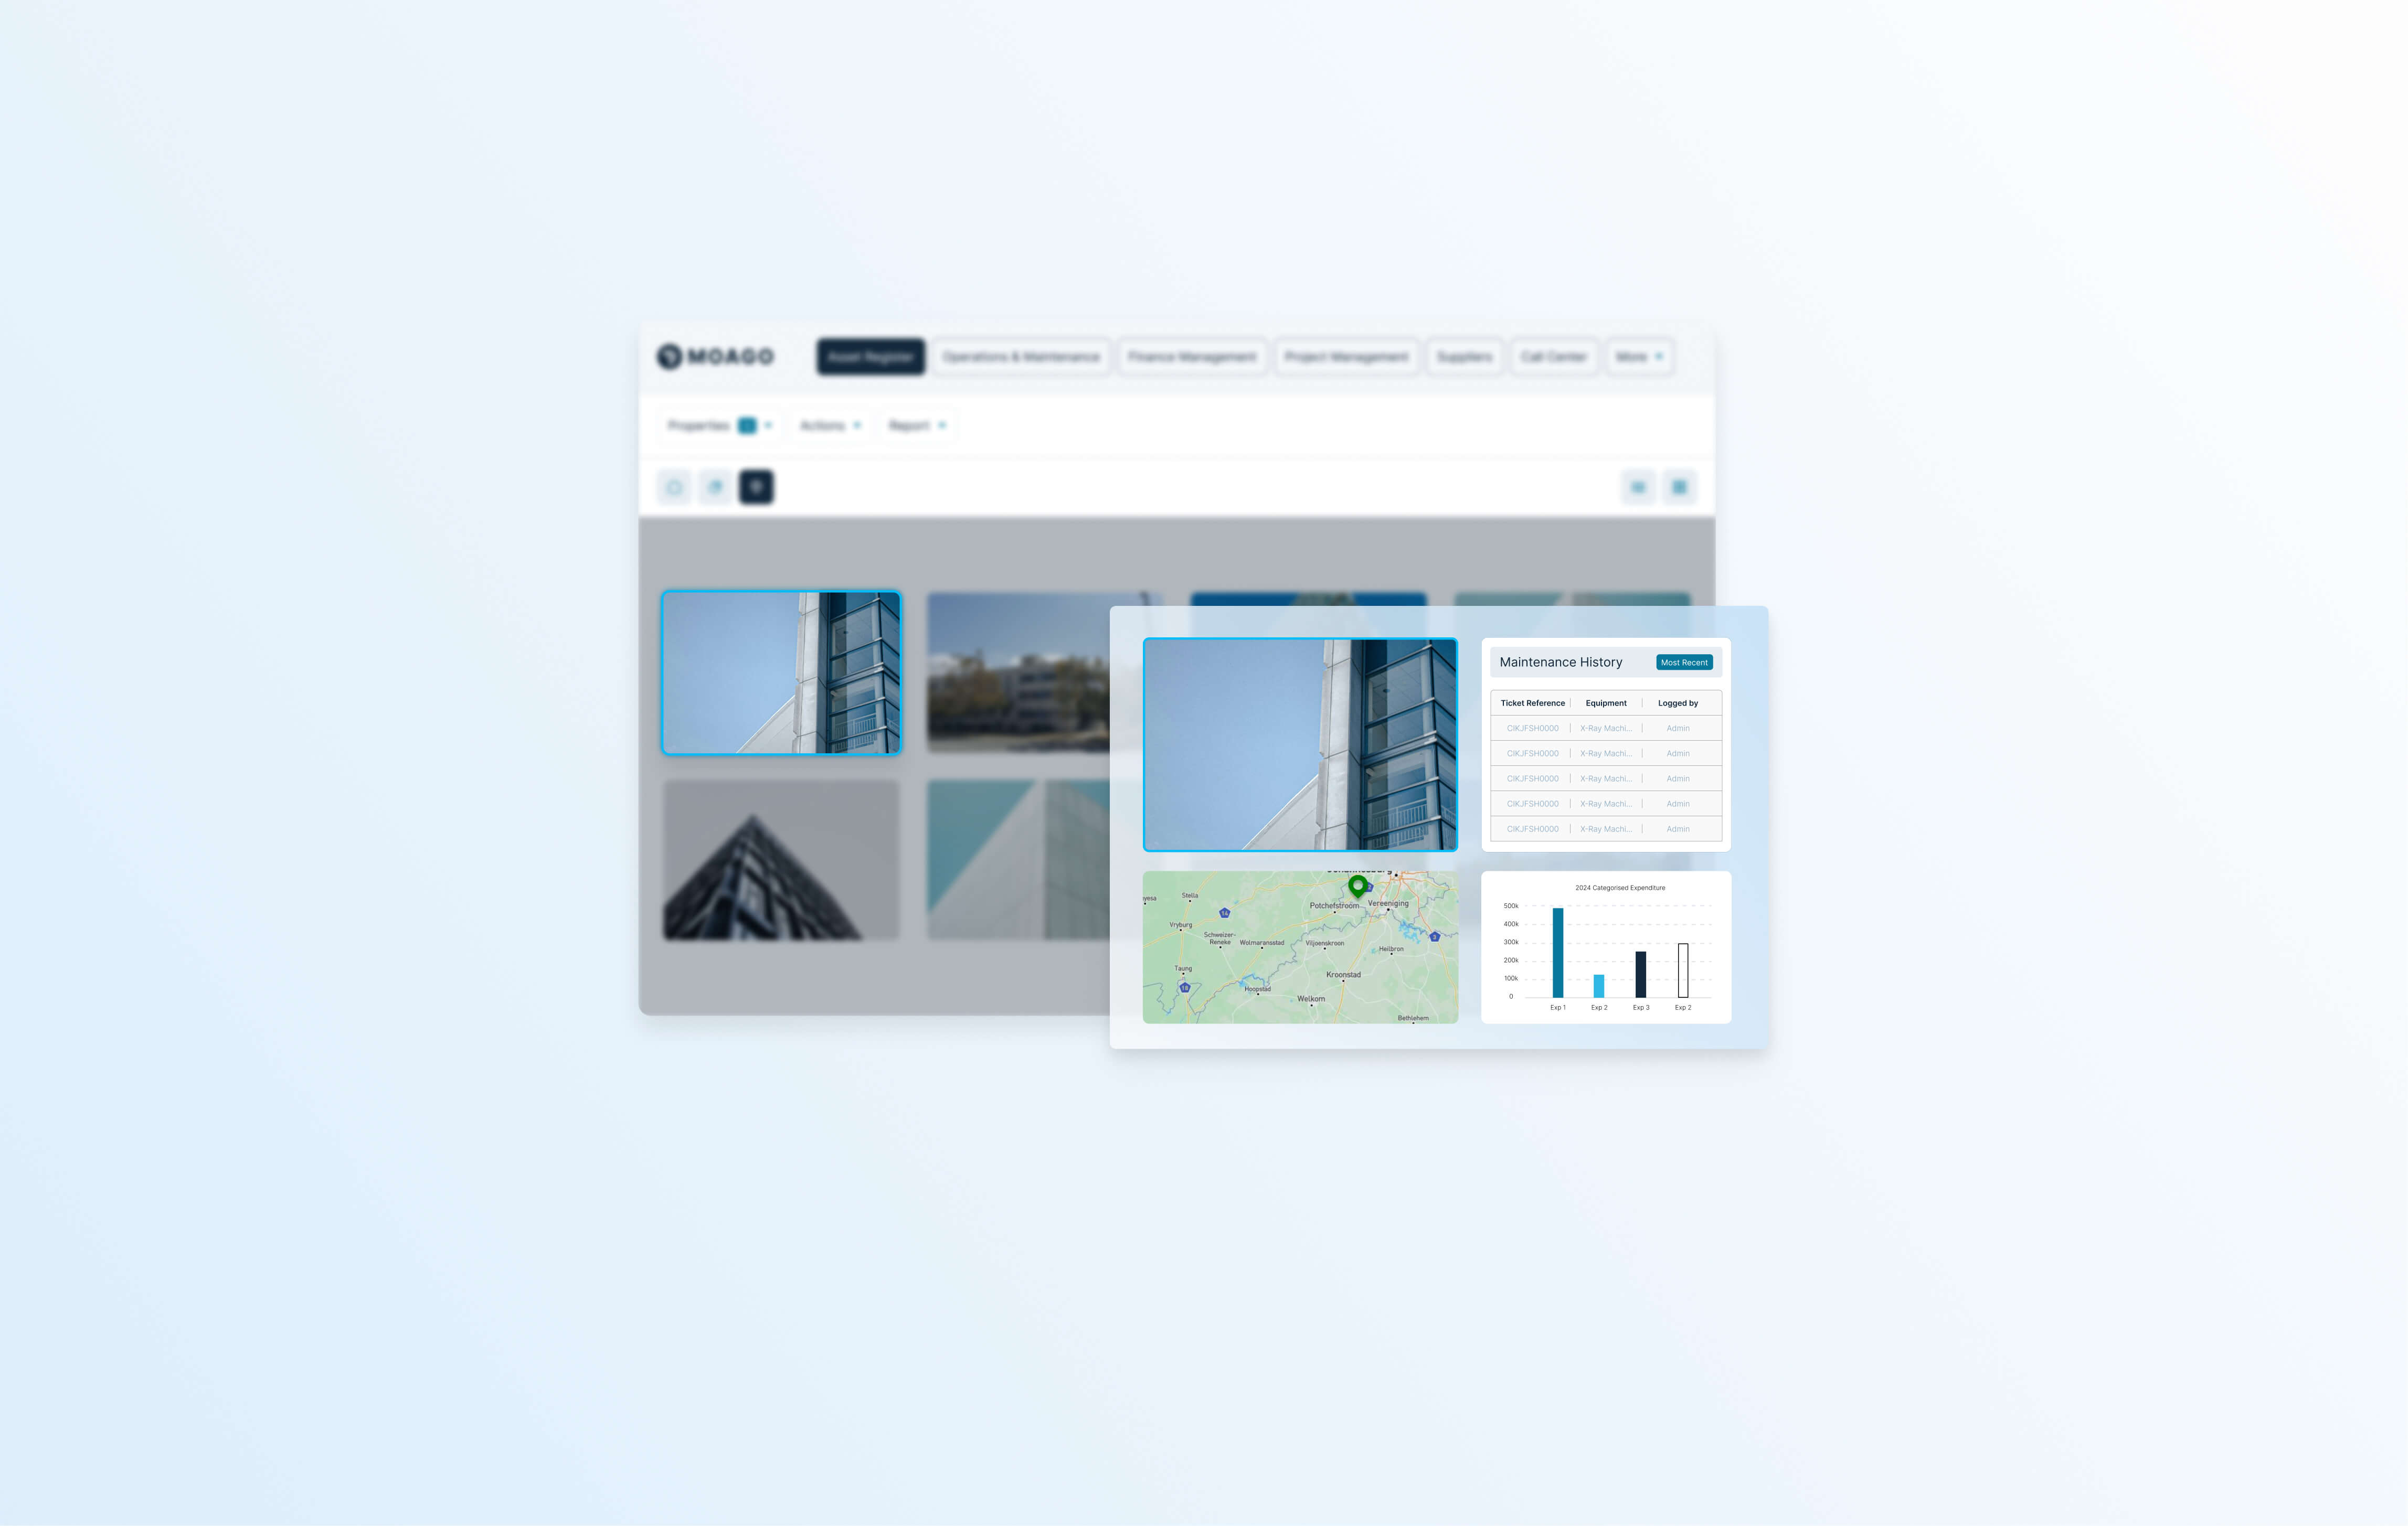 MOAGO
Asset Register
Operations & Maintenance
Finance Management
Project Management
Suppliers
Call Center
More
Properties
Actions
Report
Maintenance History
Most Recent
Ticket Reference | Equipment | Logged by
CIKJFSH0000 | X-Ray Machi... | Admin
CIKJFSH0000 | X-Ray Machi... | Admin
CIKJFSH0000 | X-Ray Machi... | Admin
CIKJFSH0000 | X-Ray Machi... | Admin
CIKJFSH0000 | X-Ray Machi... | Admin
Stella
Potchefstroom
Vereeniging
14
Vryburg
Schweizer-
Reneke
Wolmaransstad
Viljoenskroon
Heilbron
3
Taung
Kroonstad
18
Hoopstad
Welkom
Bethlehem
2024 Categorised Expenditure
500k
400k
300k
200k
100k
0
Exp 1
Exp 2
Exp 3
Exp 2